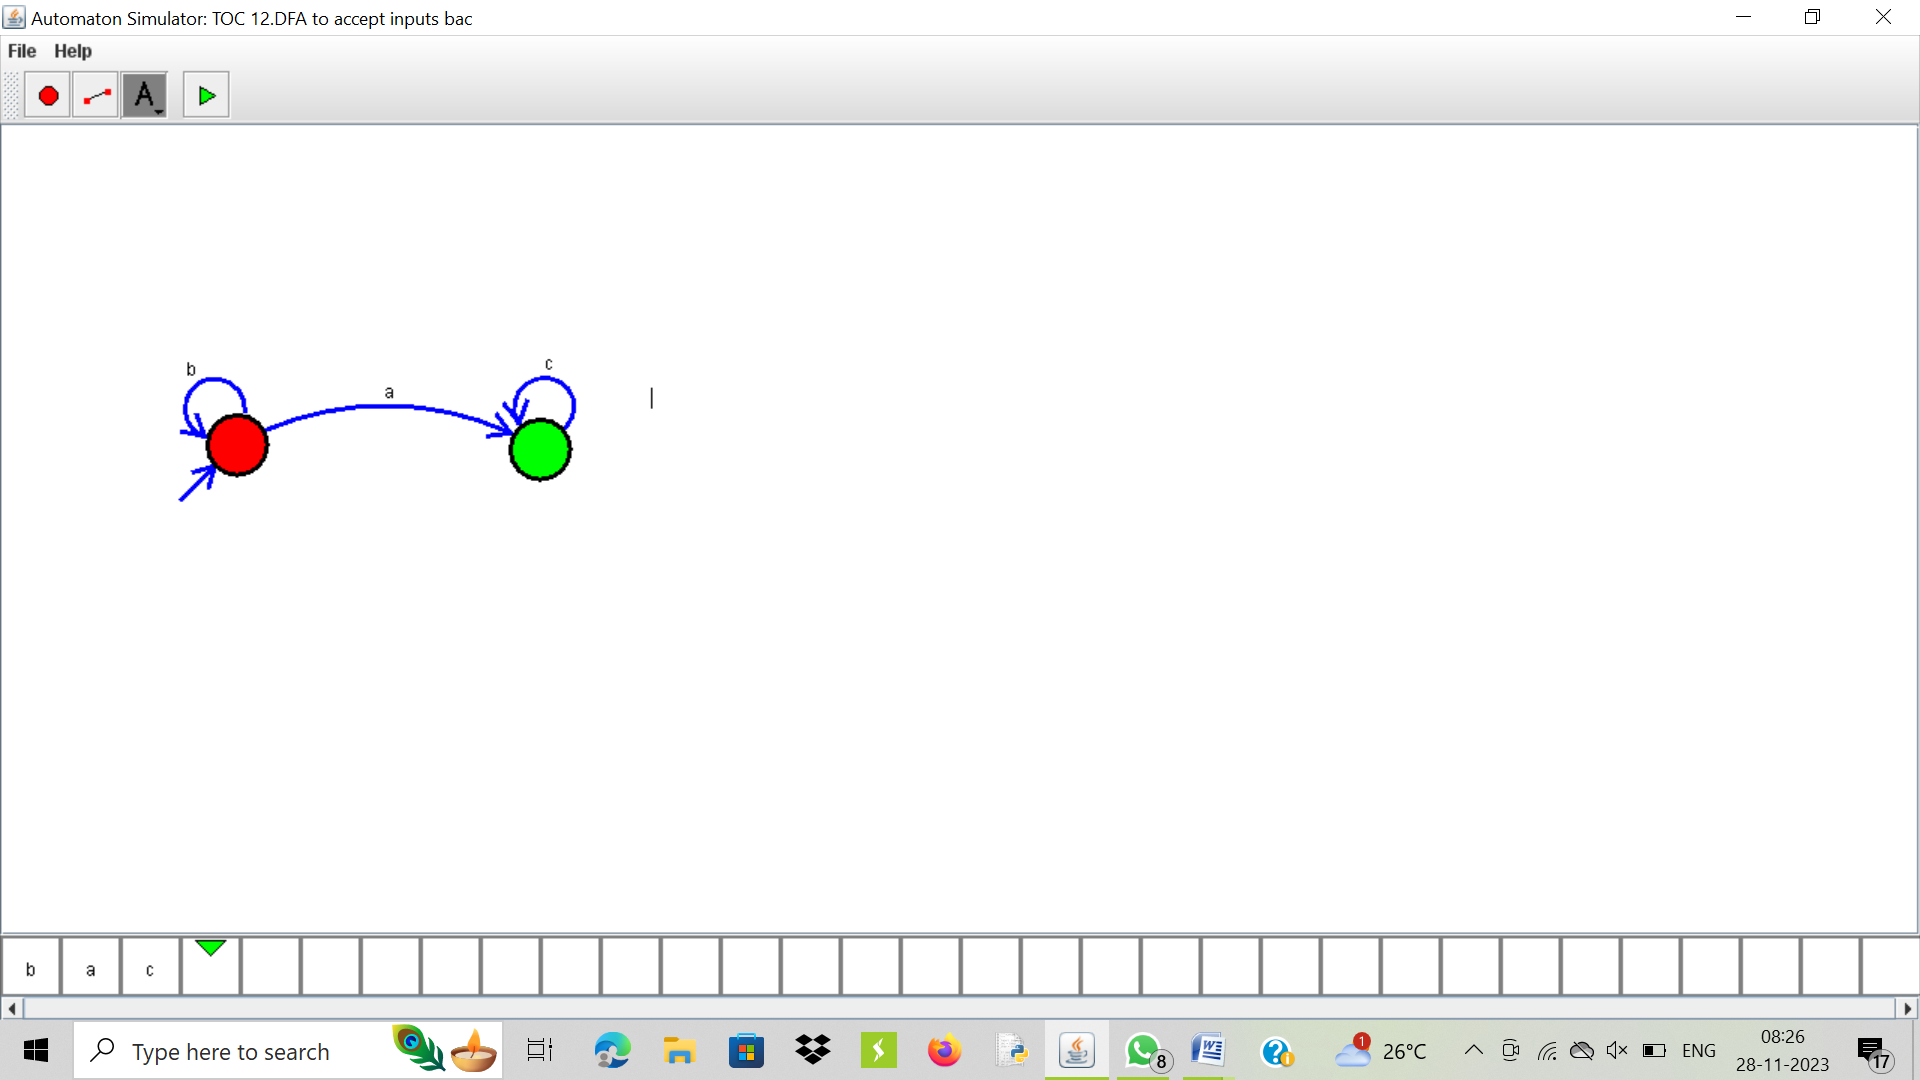 Automaton Simulator: TOC 12.DFA to accept inputs bac
File Help
A
b
a
c
b a c
Type here to search
8
1
26°C
ENG
08:26
28-11-2023
17